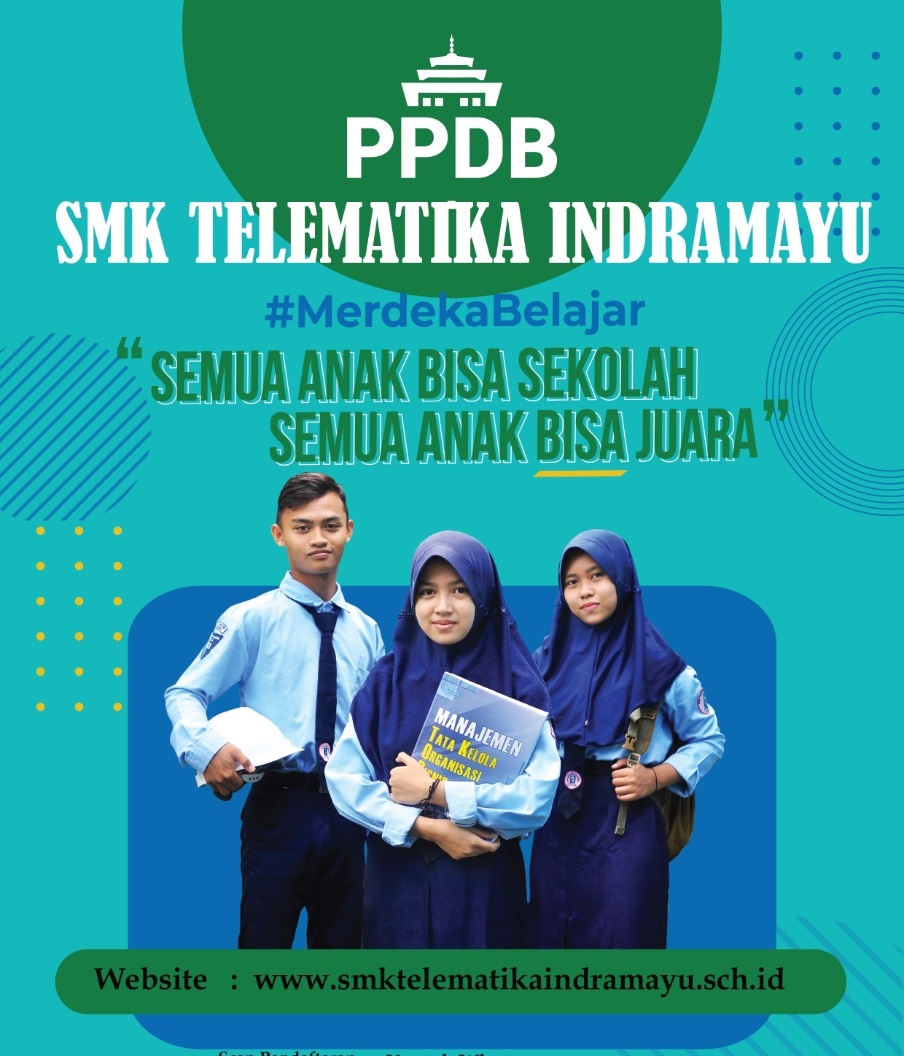 PPDB
SMK TELEMATIKA INDRAMAYU
#MerdekaBelajar
“SEMUA ANAK BISA SEKOLAH
SEMUA ANAK BISA JUARA”
MANAJEMEN
TATA KELOLA
ORGANISASI
Website : www.smktelematikaindramayu.sch.id